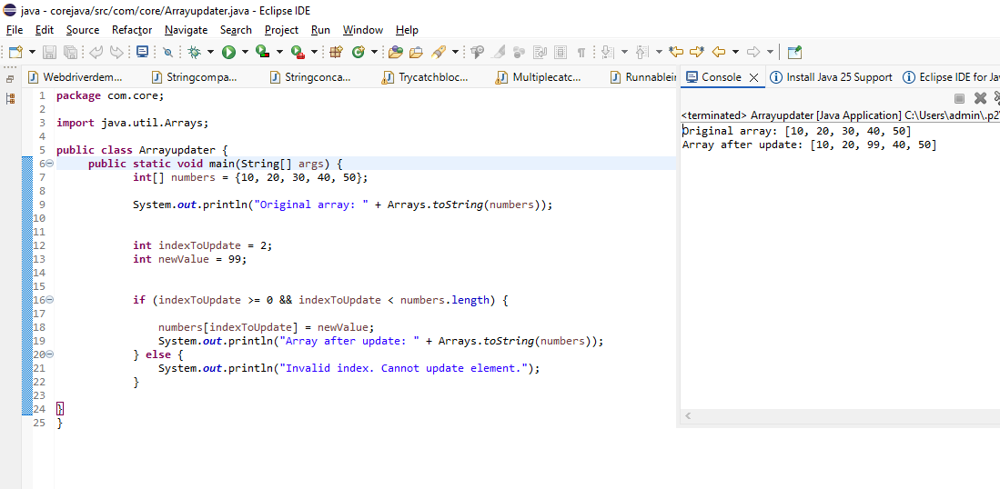 java - corejava/src/com/core/Arrayupdater.java - Eclipse IDE
File Edit Source Refactor Navigate Search Project Run Window Help
Webdriverdem... Stringcompa... Stringconca... Trycatchbloc... Multiplecatc... Runnablein Console Install Java 25 Support Eclipse IDE for Ja
<terminated> Arrayupdater [Java Application] C:\Users\admin\.p2\
Original array: [10, 20, 30, 40, 50]
Array after update: [10, 20, 99, 40, 50]
1 package com.core;
2
3 import java.util.Arrays;
4
5 public class Arrayupdater {
6 public static void main(String[] args) {
7 int[] numbers = {10, 20, 30, 40, 50};
8
9 System.out.println("Original array: " + Arrays.toString(numbers));
10
11
12 int indexToUpdate = 2;
13 int newValue = 99;
14
15
16 if (indexToUpdate >= 0 && indexToUpdate < numbers.length) {
17
18 numbers[indexToUpdate] = newValue;
19 System.out.println("Array after update: " + Arrays.toString(numbers));
20 } else {
21 System.out.println("Invalid index. Cannot update element.");
22 }
23
24 }
25 }